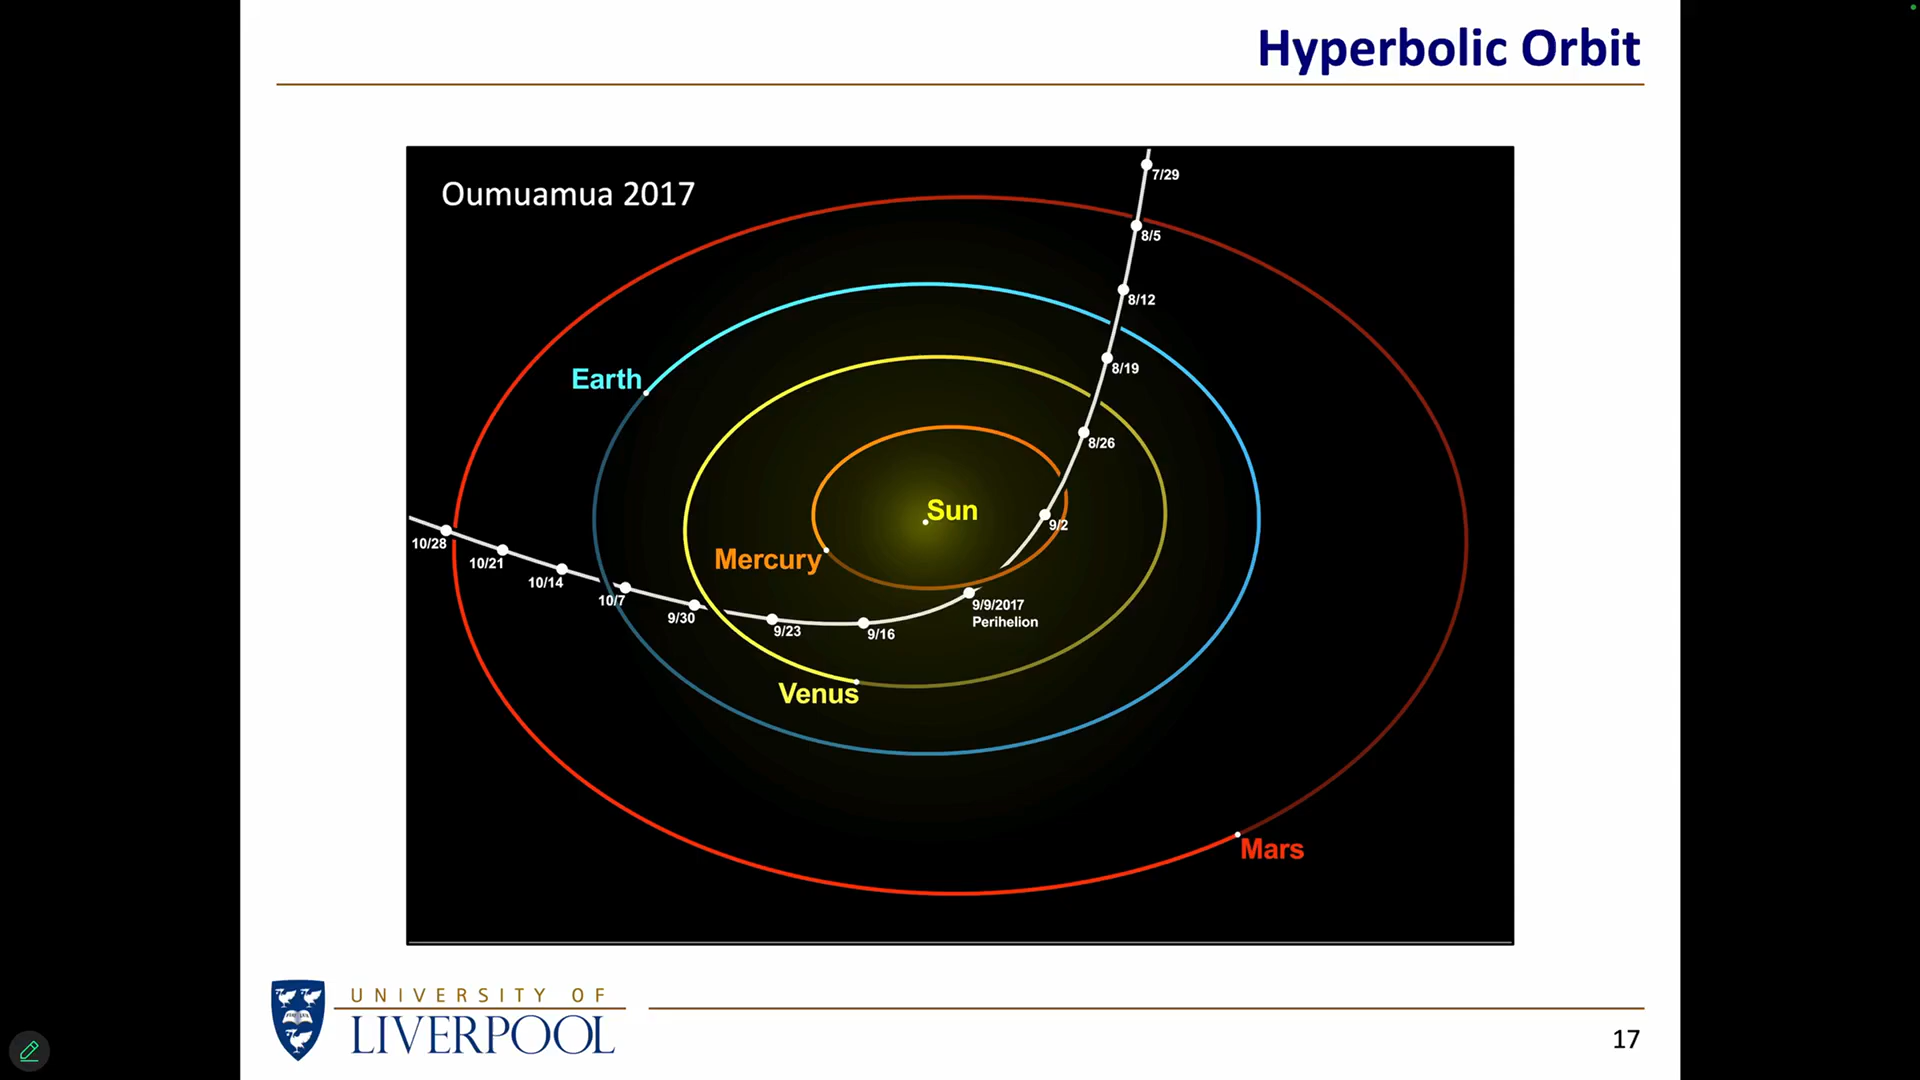 Hyperbolic Orbit
Oumuamua 2017
7/29
8/5
8/12
8/19
Earth
8/26
Sun
9/2
10/28
Mercury
10/21
10/14
10/7
9/9/2017
Perihelion
9/30
9/23
9/16
Venus
Mars
UNIVERSITY OF
LIVERPOOL
17